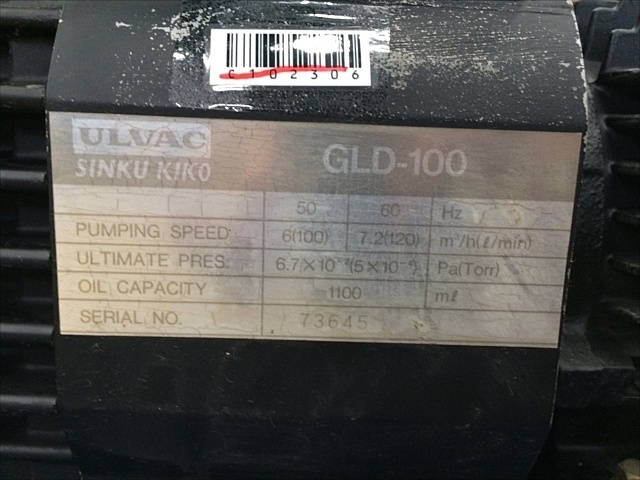 C102306
ULVAC
SINKU KIKO
GLD-100
50 60 Hz
PUMPING SPEED 6(100) 7.2(120) m³/h(ℓ/min)
ULTIMATE PRES. Pa(Torr)
OIL CAPACITY 1100 mℓ
SERIAL NO. 73645